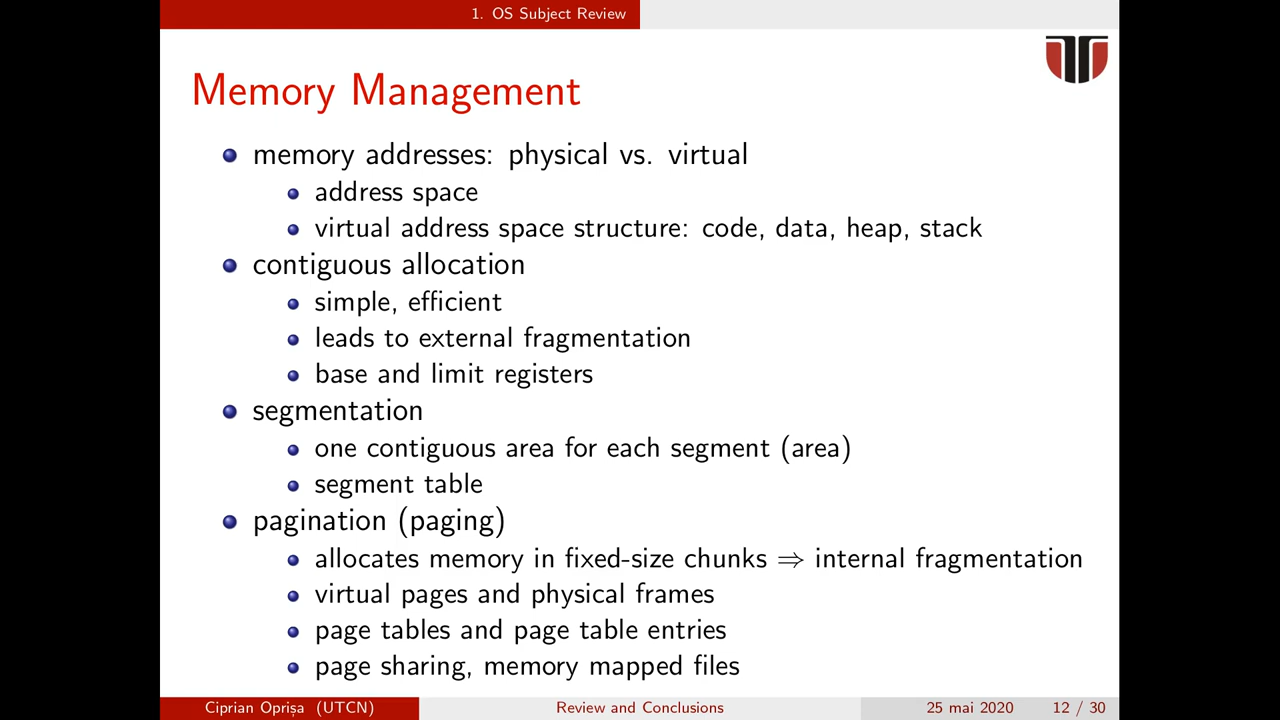 1. OS Subject Review
Memory Management
memory addresses: physical vs. virtual
address space
virtual address space structure: code, data, heap, stack
contiguous allocation
simple, efficient
leads to external fragmentation
base and limit registers
segmentation
one contiguous area for each segment (area)
segment table
pagination (paging)
allocates memory in fixed-size chunks ⇒ internal fragmentation
virtual pages and physical frames
page tables and page table entries
page sharing, memory mapped files
Ciprian Oprișa (UTCN) Review and Conclusions 25 mai 2020 12 / 30